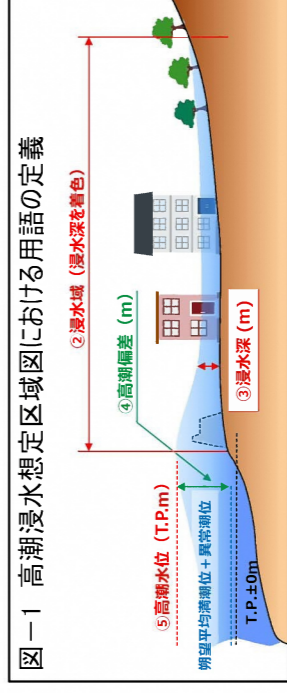 図－1 高潮浸水想定区域図における用語の定義
②浸水域（浸水深を着色）
④高潮偏差（m）
⑤高潮水位（T.P.m）
③浸水深（m）
朔望平均満潮位＋異常潮位
T.P.±0m